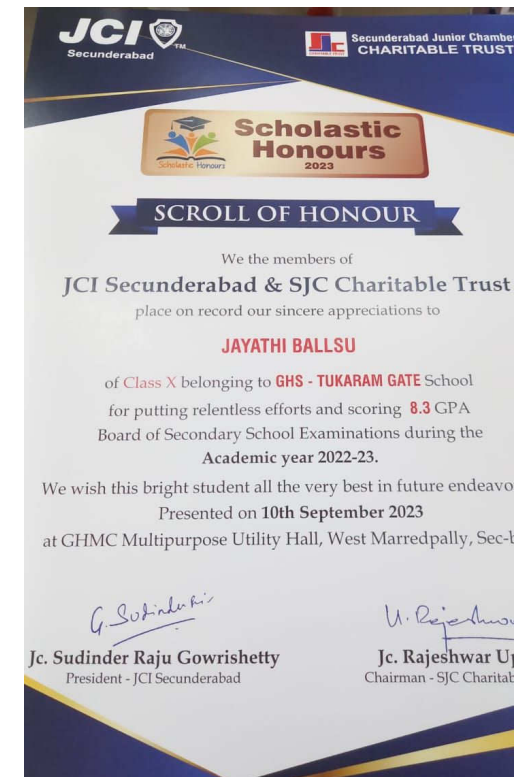 JCI TM
Secunderabad
SJC
Secunderabad Junior
CHARITABLE TRUST
Scholastic
Honours
2023
Scholastic Honours
SCROLL OF HONOUR
We the members of
JCI Secunderabad & SJC Charitable Trust
place on record our sincere appreciations to
JAYATHI BALLSU
of Class X belonging to GHS - TUKARAM GATE School
for putting relentless efforts and scoring 8.3 GPA
Board of Secondary School Examinations during the
Academic year 2022-23.
We wish this bright student all the very best in future
Presented on 10th September 2023
at GHMC Multipurpose Utility Hall, West Marredpally,
Jc. Sudinder Raju Gowrishetty
President - JCI Secunderabad
Jc. Rajeshwar
Chairman - SJC